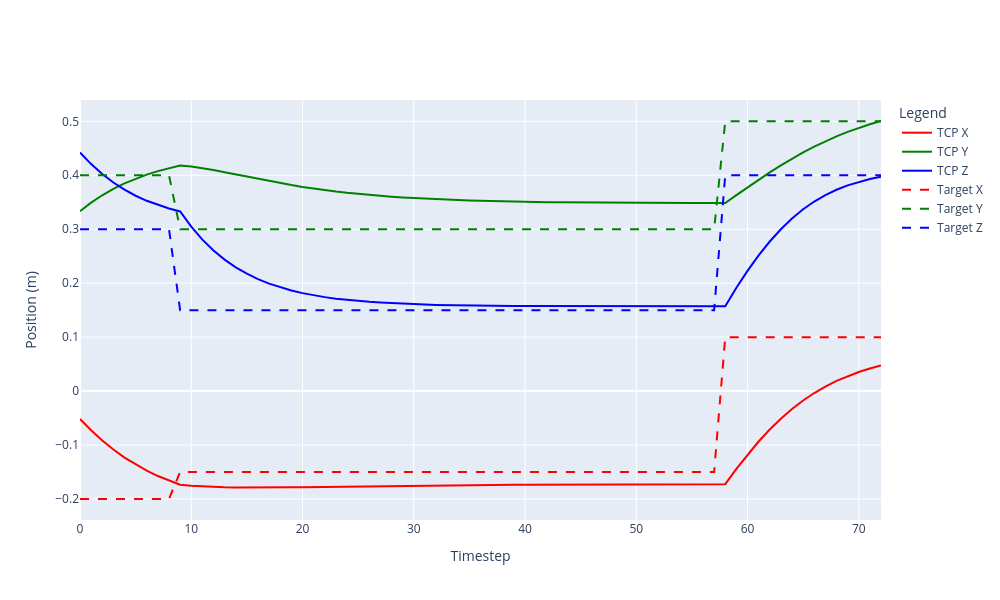 Legend
TCP X
TCP Y
TCP Z
Target X
Target Y
Target Z
0.5
0.4
0.3
0.2
0.1
0
−0.1
−0.2
Position (m)
0 10 20 30 40 50 60 70
Timestep